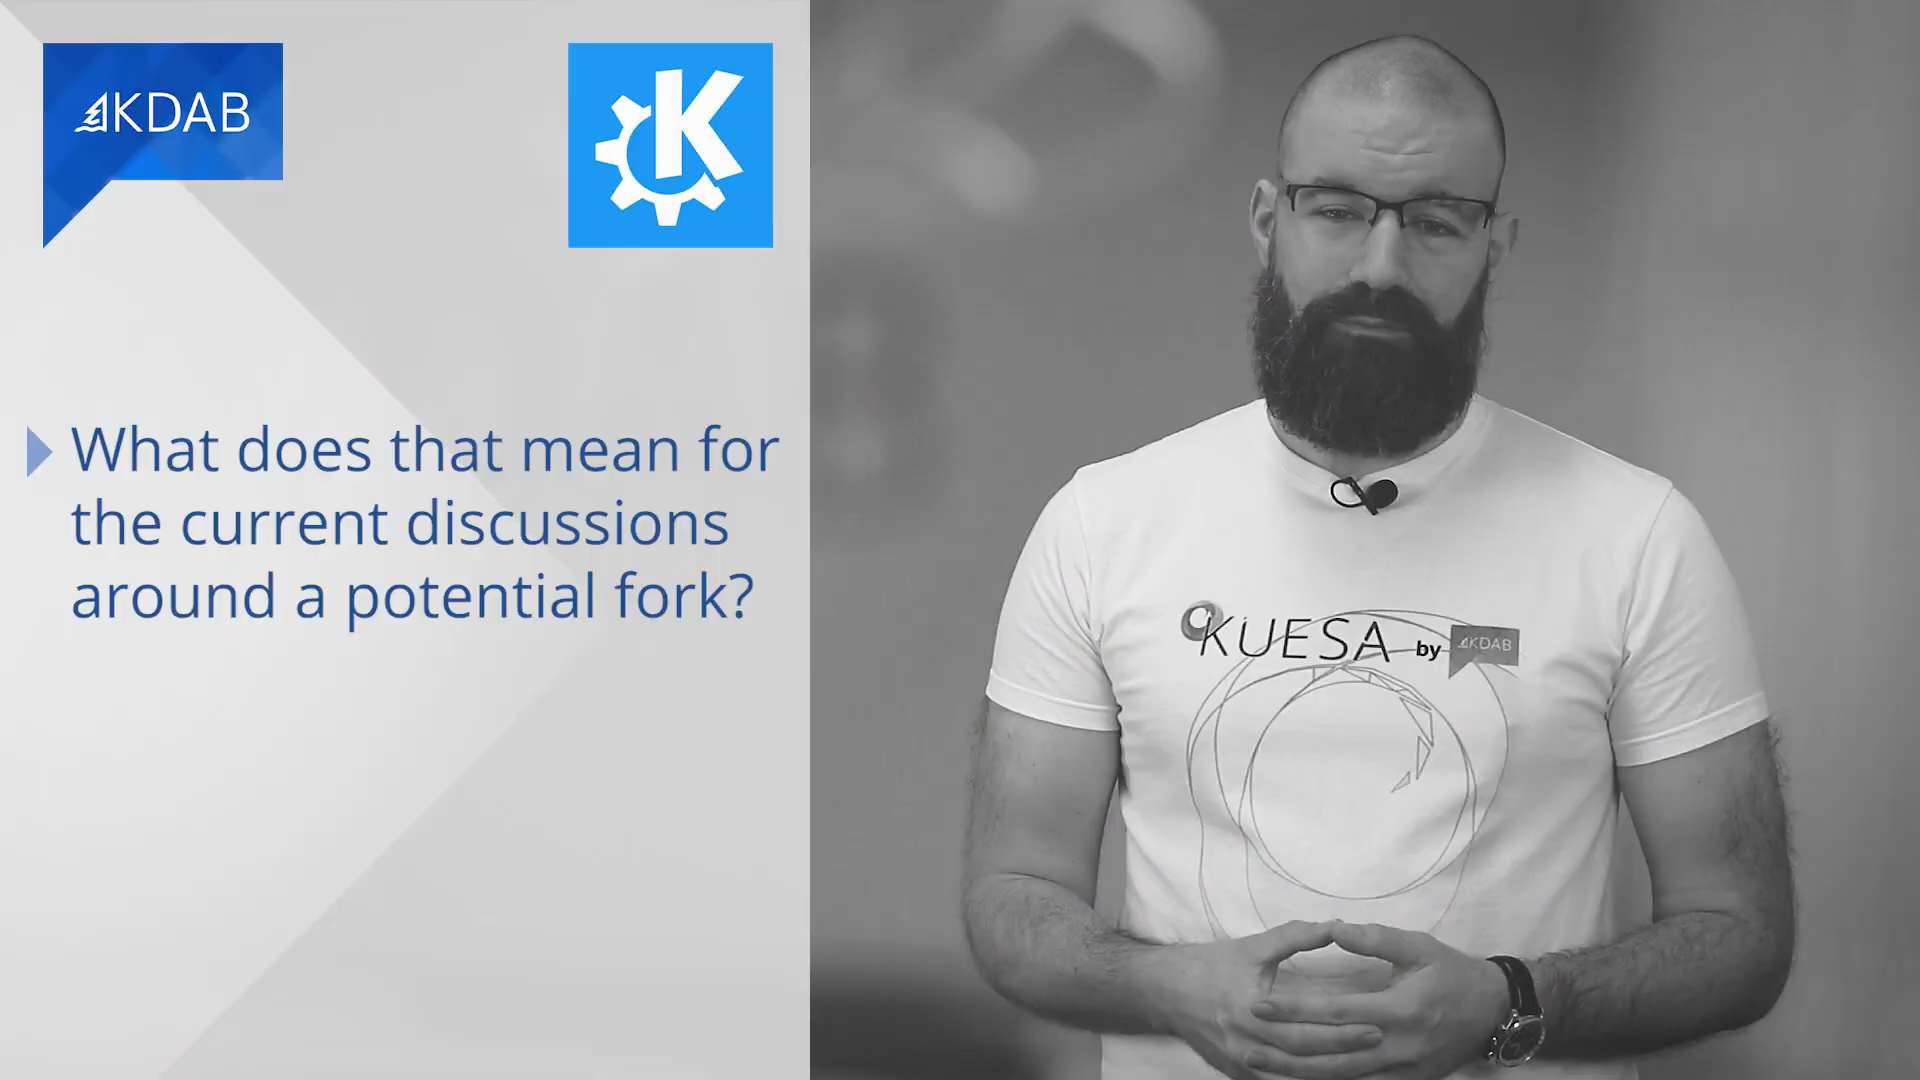 KDAB
K
What does that mean for
the current discussions
around a potential fork?
KUESA by KDAB